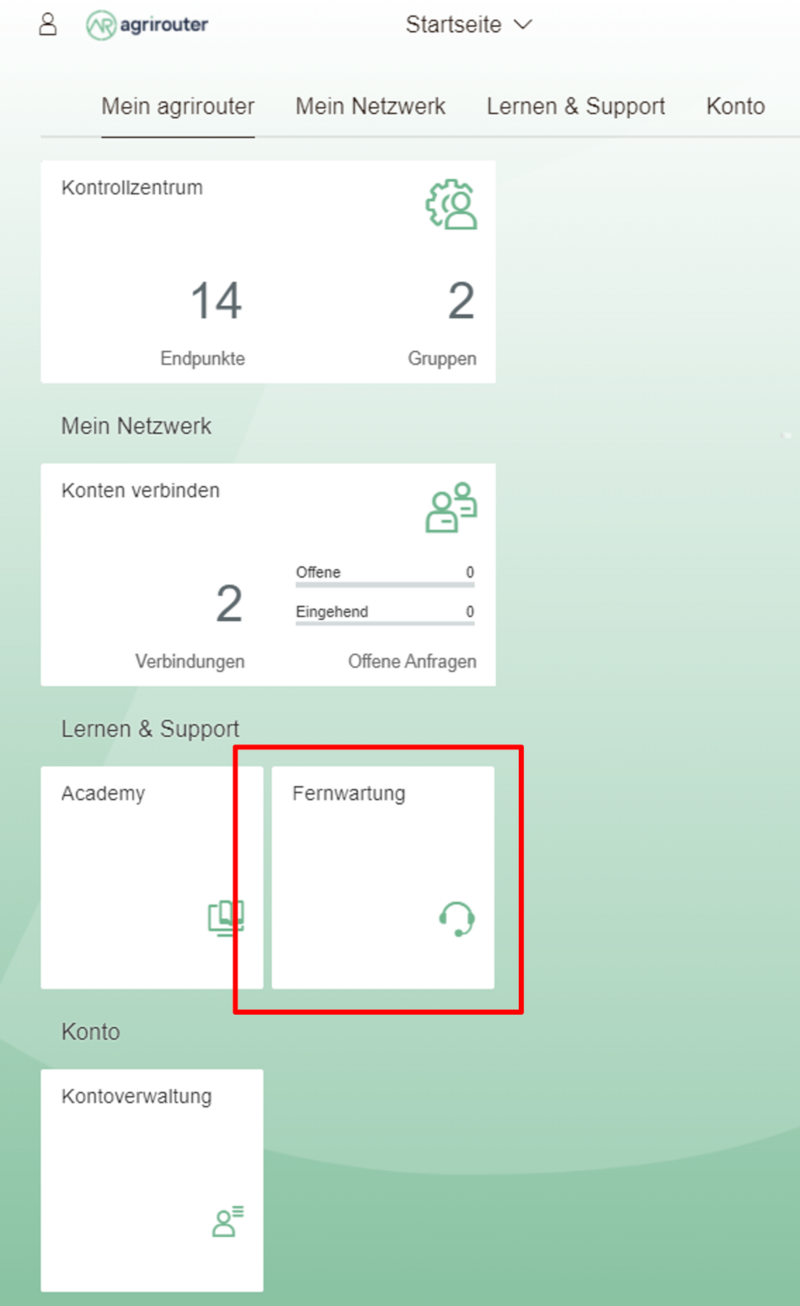 AR agrirouter
Startseite
Mein agrirouter Mein Netzwerk Lernen & Support Konto
Kontrollzentrum
14 2
Endpunkte Gruppen
Mein Netzwerk
Konten verbinden
Offene 0
2
Eingehend 0
Verbindungen Offene Anfragen
Lernen & Support
Academy Fernwartung
Konto
Kontoverwaltung